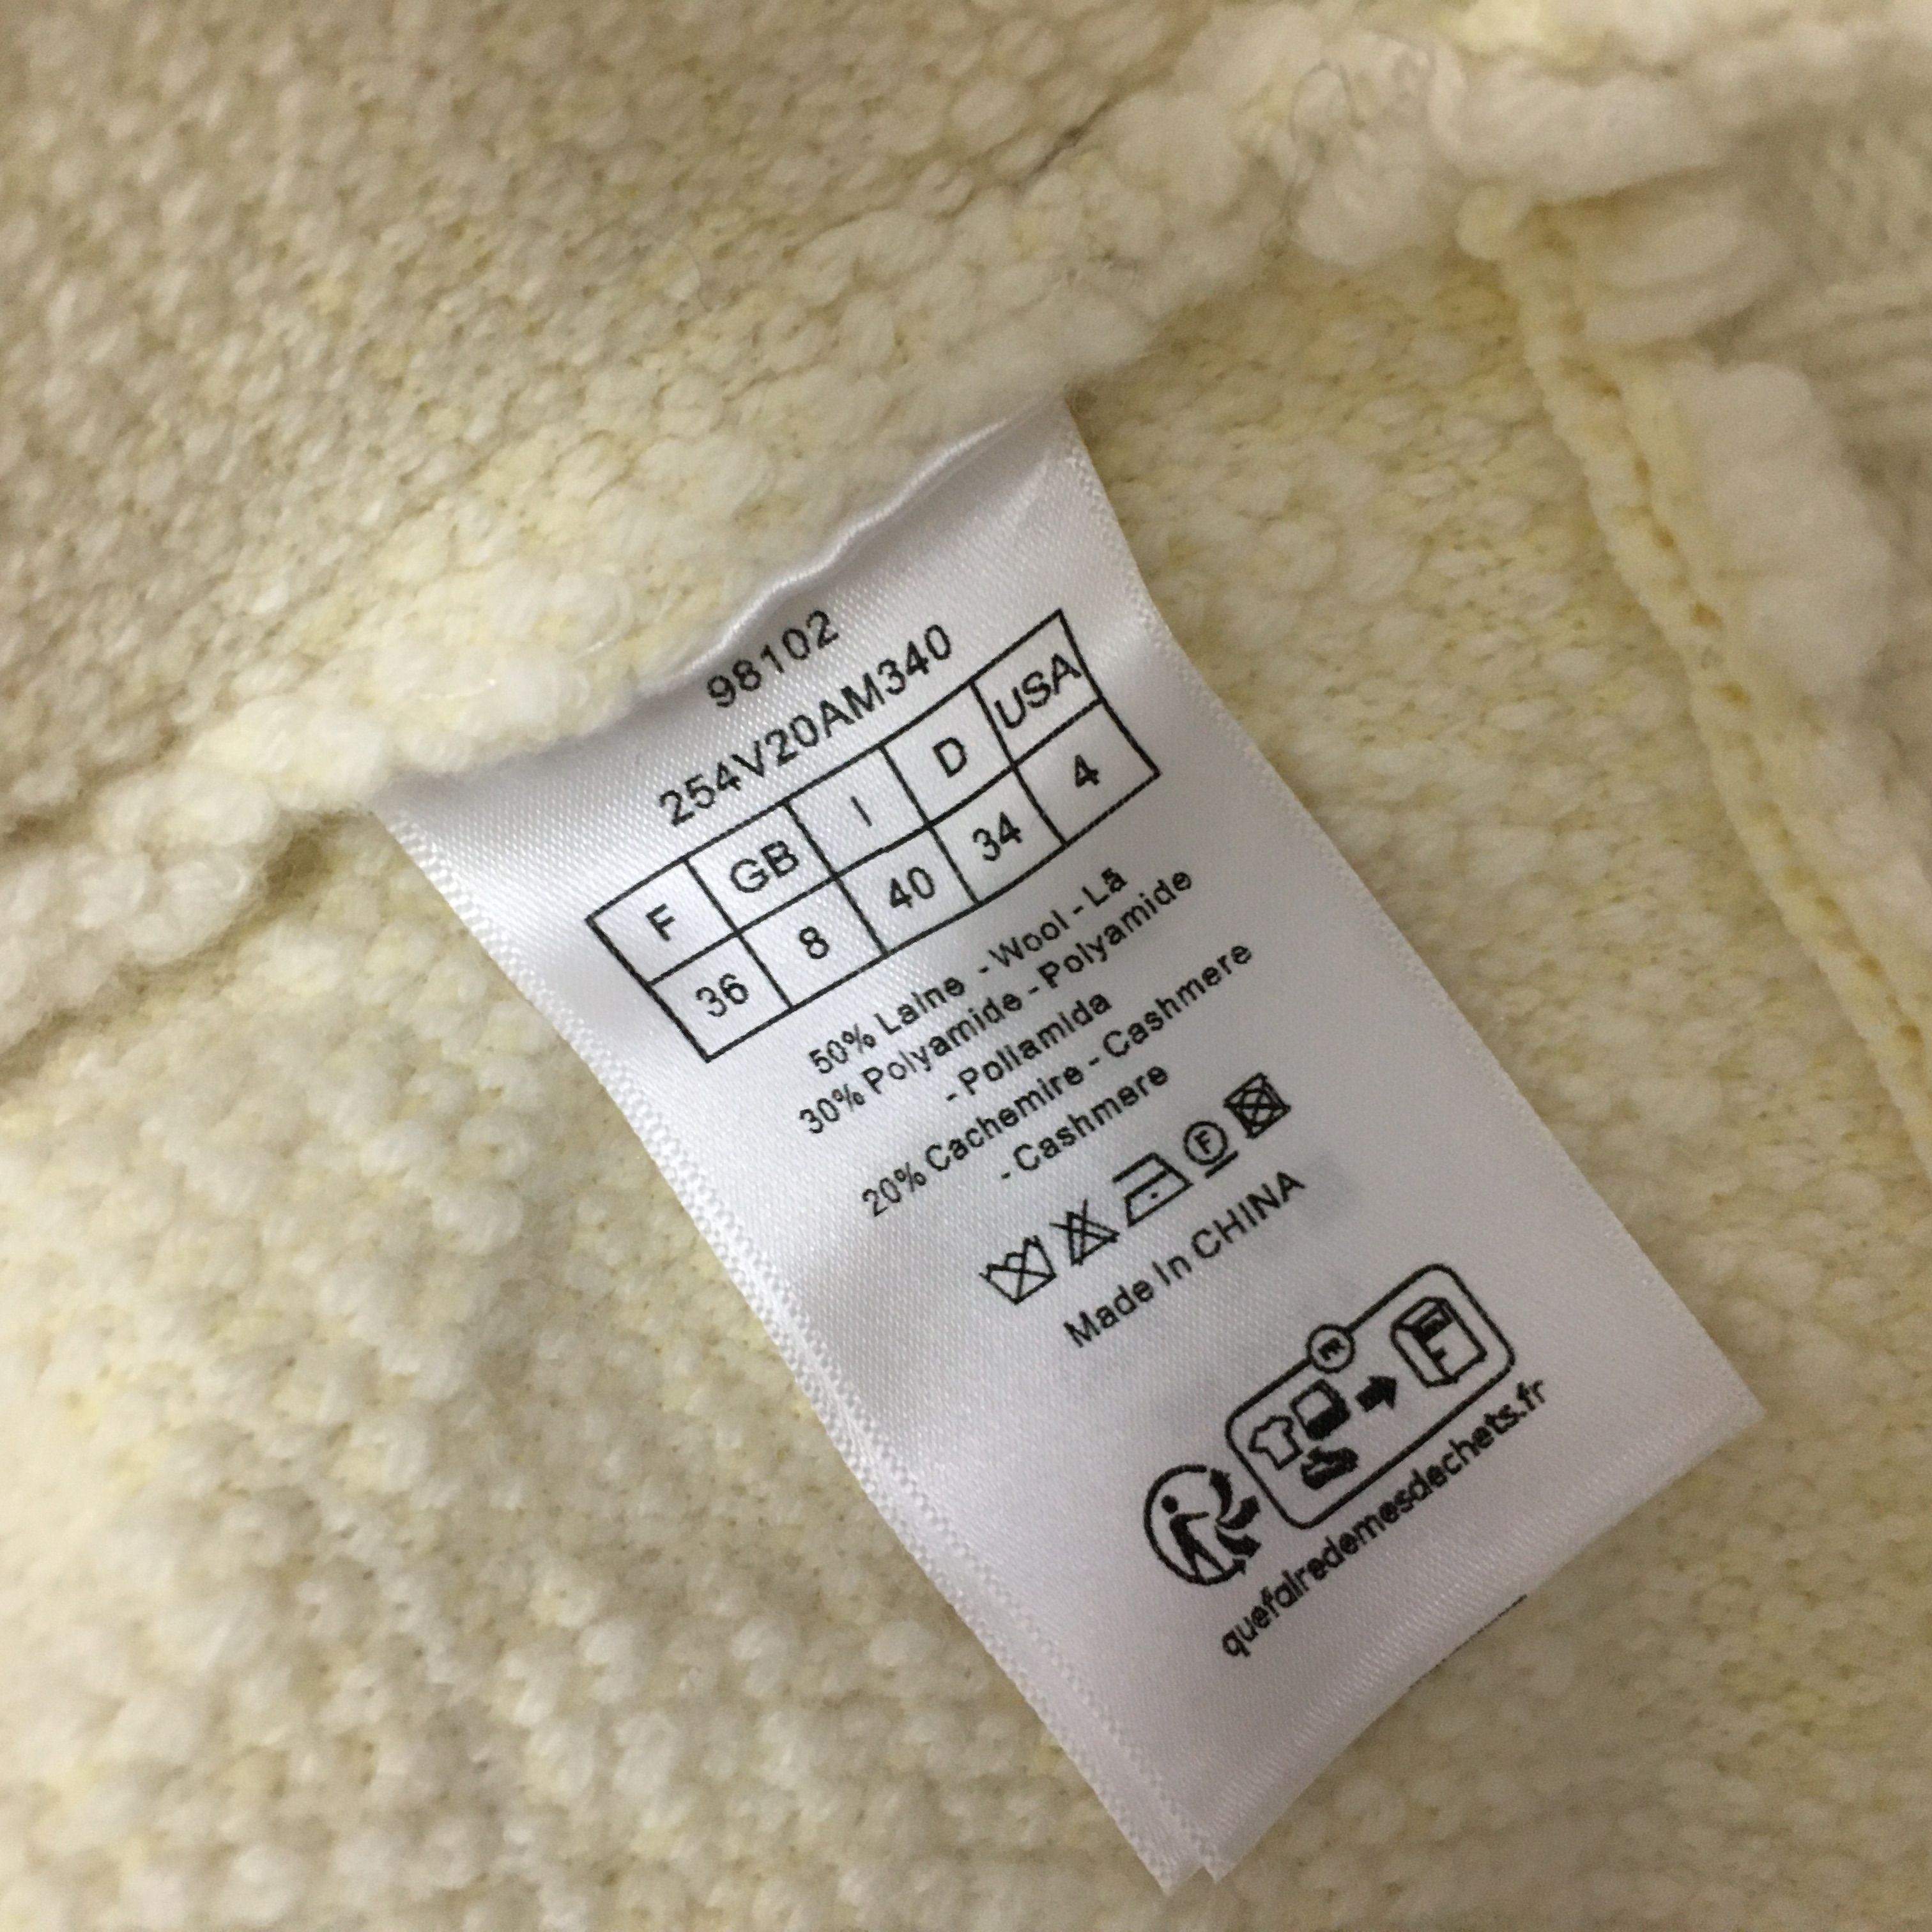 98102
254V20AM340
F GB I D USA
36 8 40 34 4
50% Laine - Wool - Lã
30% Polyamide - Polyamide
- Poliamida
20% Cachemire - Cashmere
- Cashmere
F
Made In CHINA
FR
quefairedemesdechets.fr